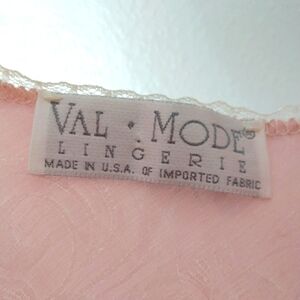 VAL • MODE®
LINGERIE
MADE IN U.S.A. OF IMPORTED FABRIC